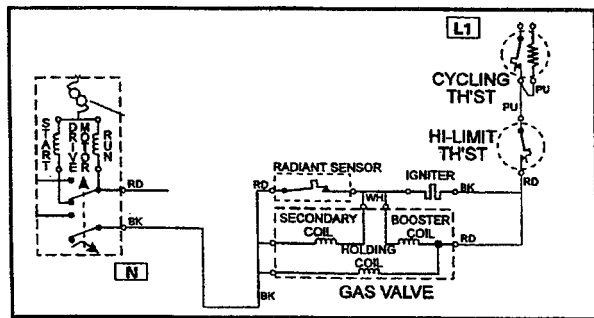 L1
CYCLING
TH'ST
PU
PU
HI-LIMIT
TH'ST
RD
START
DRIVE
MOTOR
RUN
RD
BK
N
RADIANT SENSOR
RD
WH
IGNITER
BK
SECONDARY
COIL
BOOSTER
COIL
HOLDING
COIL
RD
BK
GAS VALVE